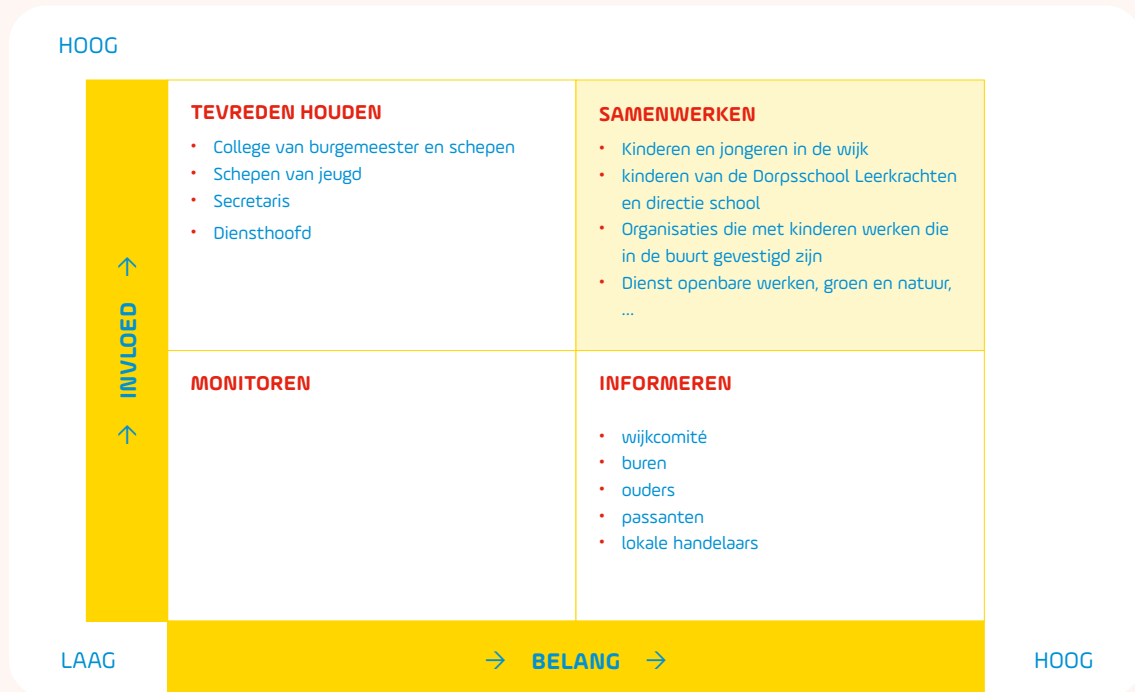 HOOG
TEVREDEN HOUDEN
• College van burgemeester en schepen
• Schepen van jeugd
• Secretaris
• Diensthoofd
SAMENWERKEN
• Kinderen en jongeren in de wijk
• kinderen van de Dorpsschool Leerkrachten
en directie school
• Organisaties die met kinderen werken die
in de buurt gevestigd zijn
• Dienst openbare werken, groen en natuur,
...
→ INVLOED →
MONITOREN
INFORMEREN
• wijkcomité
• buren
• ouders
• passanten
• lokale handelaars
LAAG
→ BELANG →
HOOG